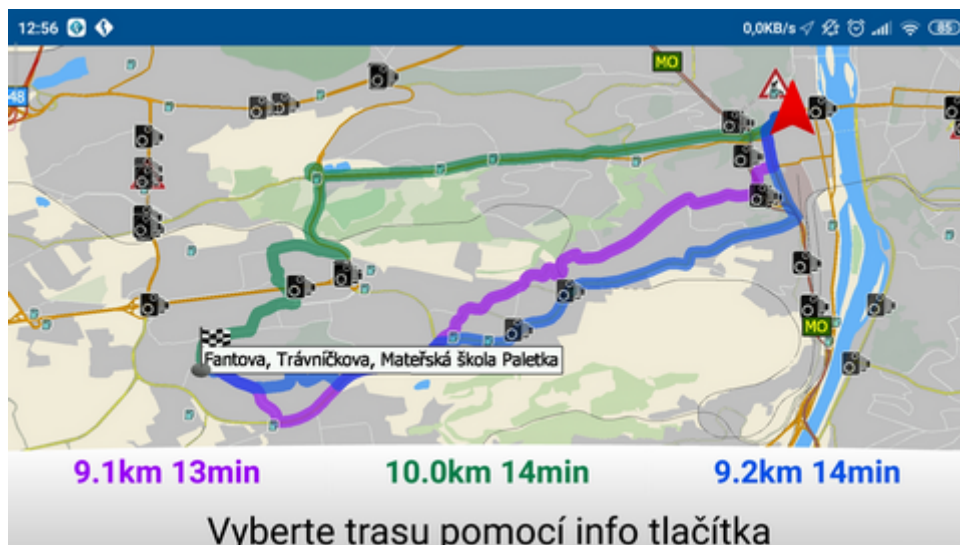 12:56
0,0KB/s
85
48
MO
MO
Fantova, Trávníčkova, Mateřská škola Paletka
9.1km 13min
10.0km 14min
9.2km 14min
Vyberte trasu pomocí info tlačítka